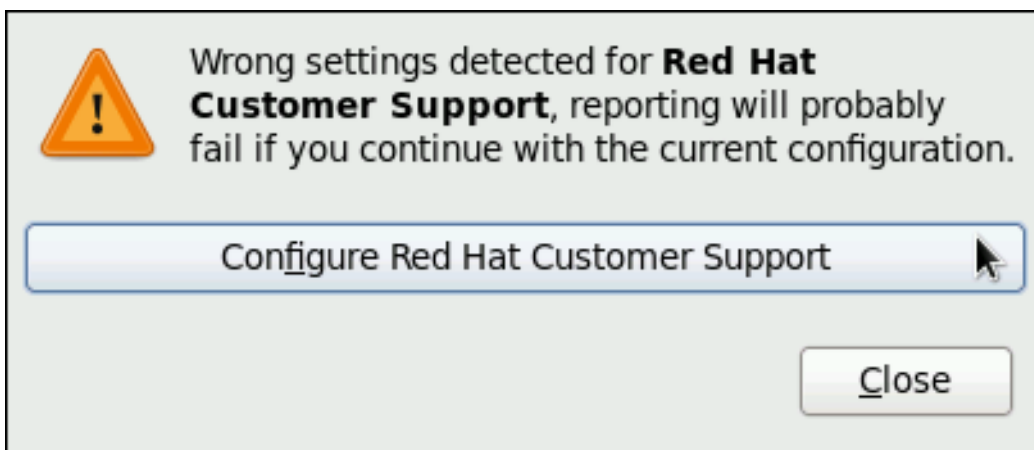 Wrong settings detected for Red Hat
Customer Support, reporting will probably
fail if you continue with the current configuration.
Configure Red Hat Customer Support
Close